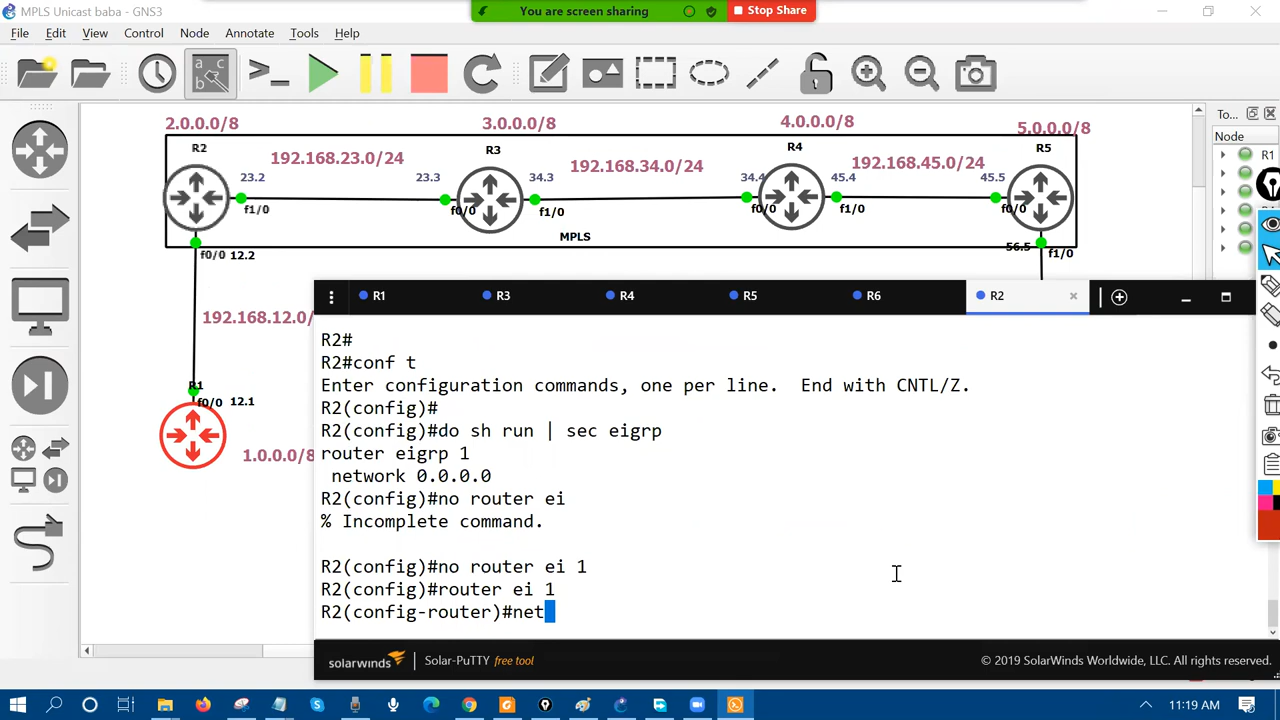 MPLS Unicast baba - GNS3
You are screen sharing
Stop Share
File Edit View Control Node Annotate Tools Help
2.0.0.0/8
3.0.0.0/8
4.0.0.0/8
5.0.0.0/8
R2
R3
R4
R5
192.168.23.0/24
192.168.34.0/24
192.168.45.0/24
23.2
23.3
34.3
34.4
45.4
45.5
f1/0
f0/0
f1/0
f0/0
f1/0
f0/0
MPLS
f0/0 12.2
56.5
f1/0
192.168.12.0/
R1
f0/0 12.1
1.0.0.0/8
To...
Node
R1
R1
R3
R4
R5
R6
R2
R2#
R2#conf t
Enter configuration commands, one per line. End with CNTL/Z.
R2(config)#
R2(config)#do sh run | sec eigrp
router eigrp 1
network 0.0.0.0
R2(config)#no router ei
% Incomplete command.
R2(config)#no router ei 1
R2(config)#router ei 1
R2(config-router)#net
solarwinds
Solar-PuTTY free tool
© 2019 SolarWinds Worldwide, LLC. All rights reserved.
11:19 AM